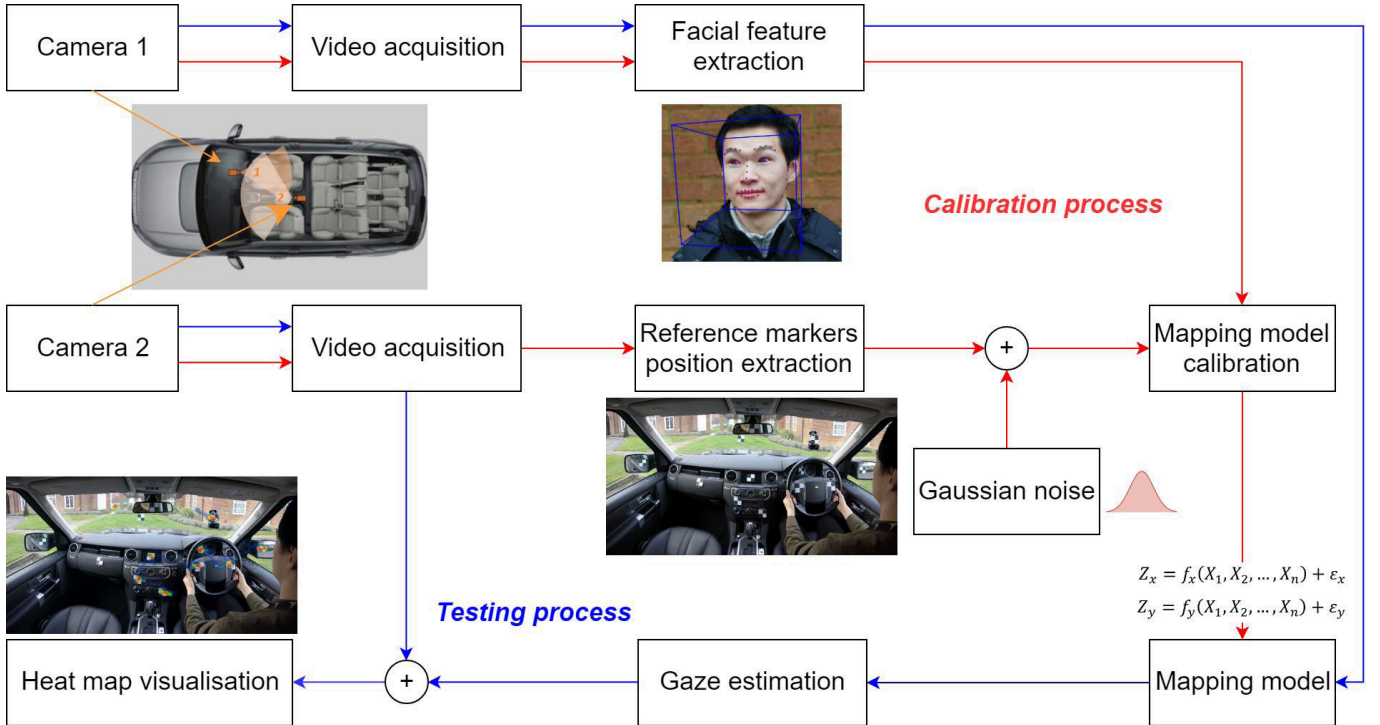 Camera 1
Video acquisition
Facial feature
extraction
1
2
Calibration process
Camera 2
Video acquisition
Reference markers
position extraction
+
Mapping model
calibration
Gaussian noise
Z_x = f_x(X_1, X_2, ..., X_n) + ε_x
Z_y = f_y(X_1, X_2, ..., X_n) + ε_y
Testing process
Heat map visualisation
+
Gaze estimation
Mapping model